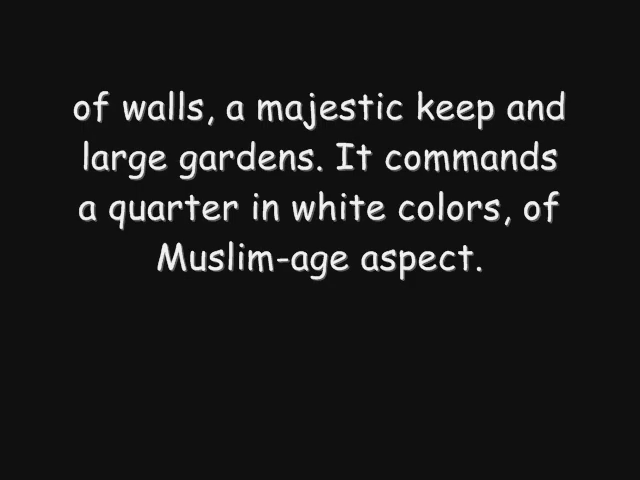 of walls, a majestic keep and
large gardens. It commands
a quarter in white colors, of
Muslim-age aspect.